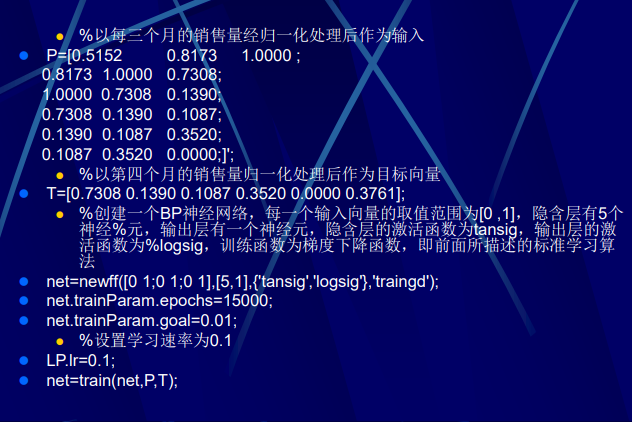 %以每三个月的销售量经归一化处理后作为输入
P=[0.5152 0.8173 1.0000 ;
0.8173 1.0000 0.7308;
1.0000 0.7308 0.1390;
0.7308 0.1390 0.1087;
0.1390 0.1087 0.3520;
0.1087 0.3520 0.0000;]';
%以第四个月的销售量归一化处理后作为目标向量
T=[0.7308 0.1390 0.1087 0.3520 0.0000 0.3761];
%创建一个BP神经网络，每一个输入向量的取值范围为[0 ,1]，隐含层有5个
神经%元，输出层有一个神经元，隐含层的激活函数为tansig，输出层的激
活函数为%logsig，训练函数为梯度下降函数，即前面所描述的标准学习算
法
net=newff([0 1;0 1;0 1],[5,1],{'tansig','logsig'},'traingd');
net.trainParam.epochs=15000;
net.trainParam.goal=0.01;
%设置学习速率为0.1
LP.lr=0.1;
net=train(net,P,T);